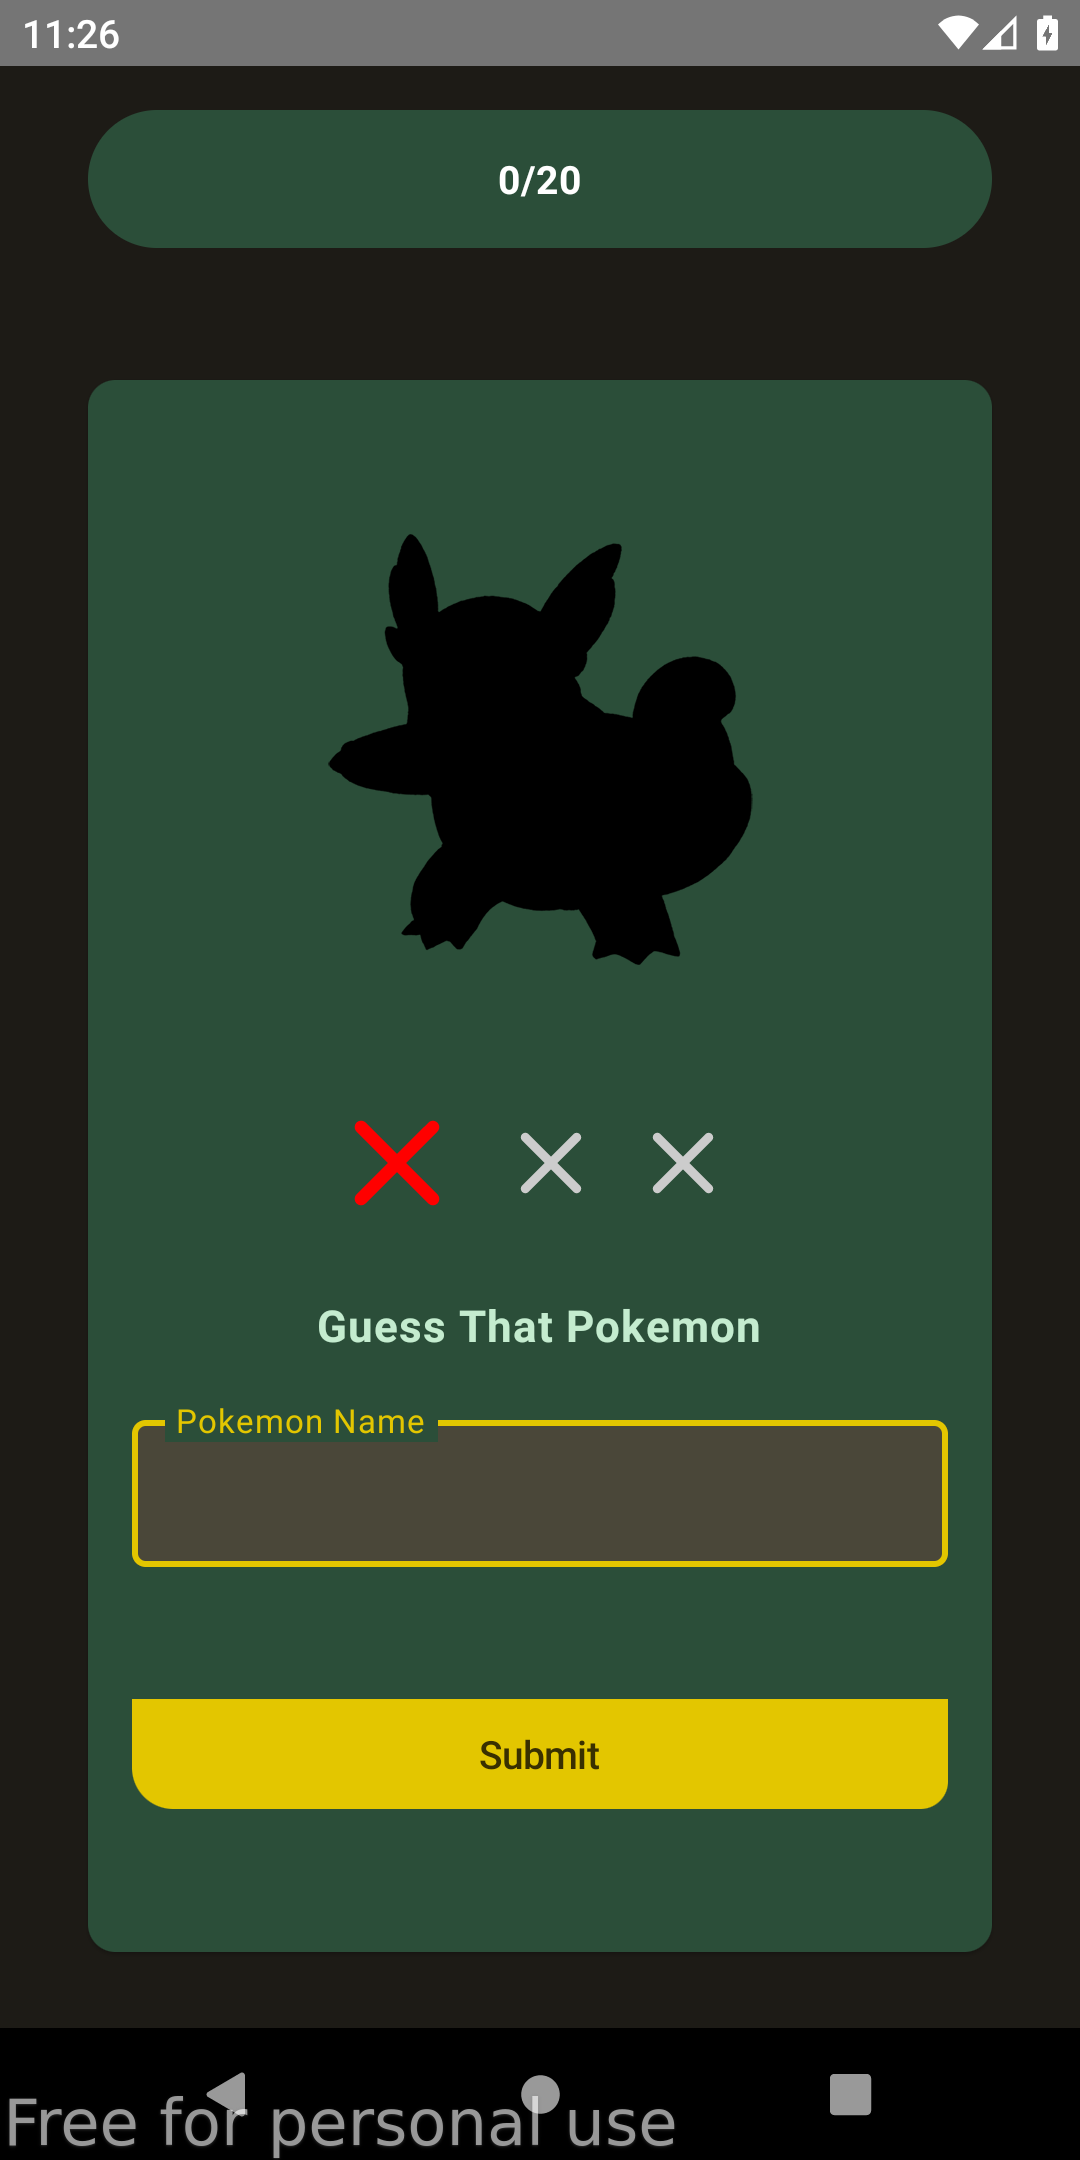 11:26
0/20
Guess That Pokemon
Pokemon Name
Submit
Free for personal use